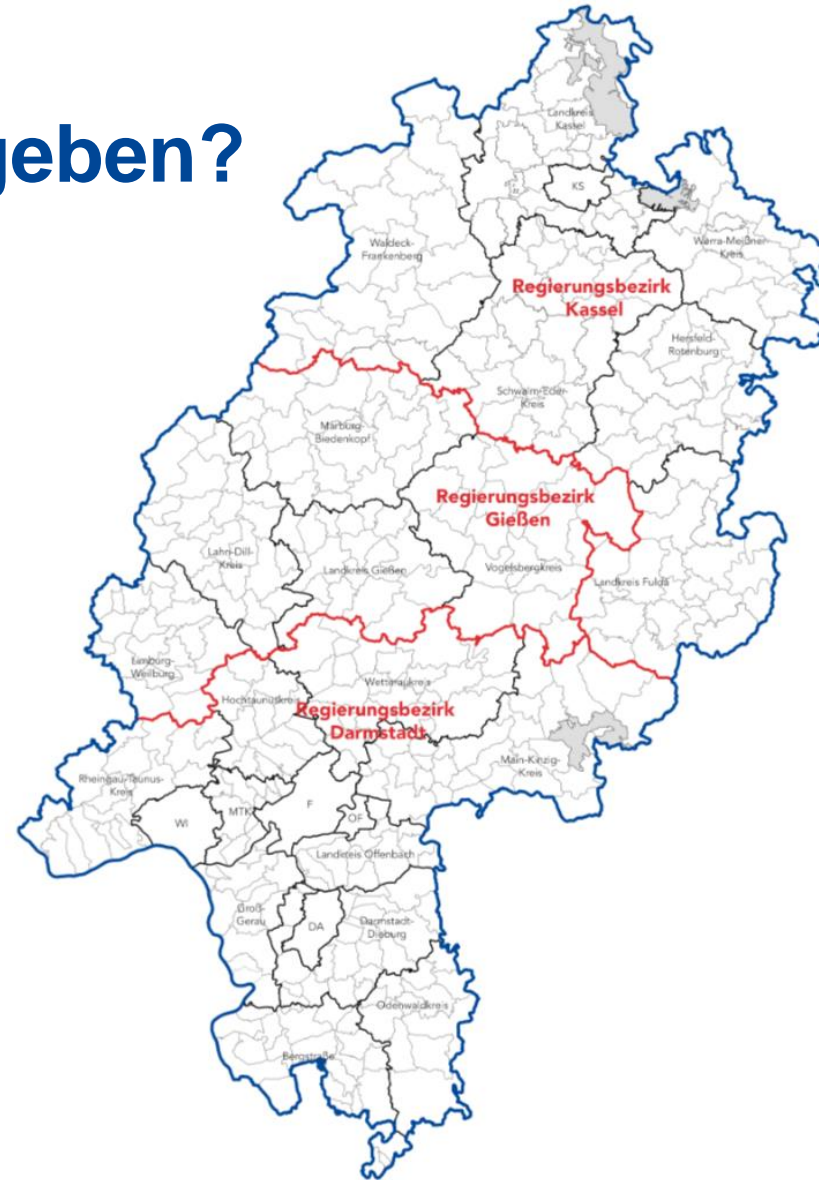 geben?
Landkreis
Kassel
KS
Waldeck-
Frankenberg
Werra-Meißner-
Kreis
Regierungsbezirk
Kassel
Hersfeld-
Rotenburg
Schwalm-Eder-
Kreis
Marburg-
Biedenkopf
Regierungsbezirk
Gießen
Lahn-Dill-
Kreis
Landkreis Gießen
Vogelsbergkreis
Landkreis Fulda
Limburg-
Weilburg
Wetteraukreis
Hochtaunuskreis
Regierungsbezirk
Darmstadt
Main-Kinzig-
Kreis
Rheingau-Taunus-
Kreis
WI
MTK
F
OF
Landkreis Offenbach
Groß-
Gerau
DA
Darmstadt-
Dieburg
Odenwaldkreis
Bergstraße